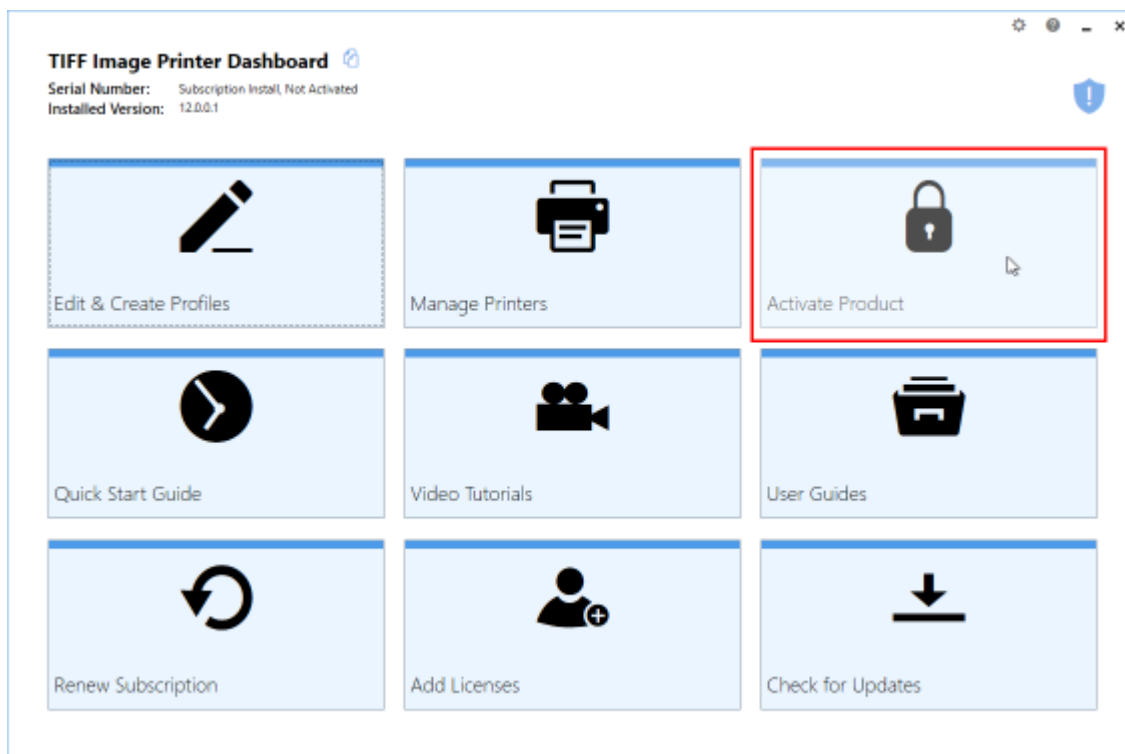 TIFF Image Printer Dashboard
Serial Number: Subscription Install, Not Activated
Installed Version: 12.0.0.1
Edit & Create Profiles
Manage Printers
Activate Product
Quick Start Guide
Video Tutorials
User Guides
Renew Subscription
Add Licenses
Check for Updates